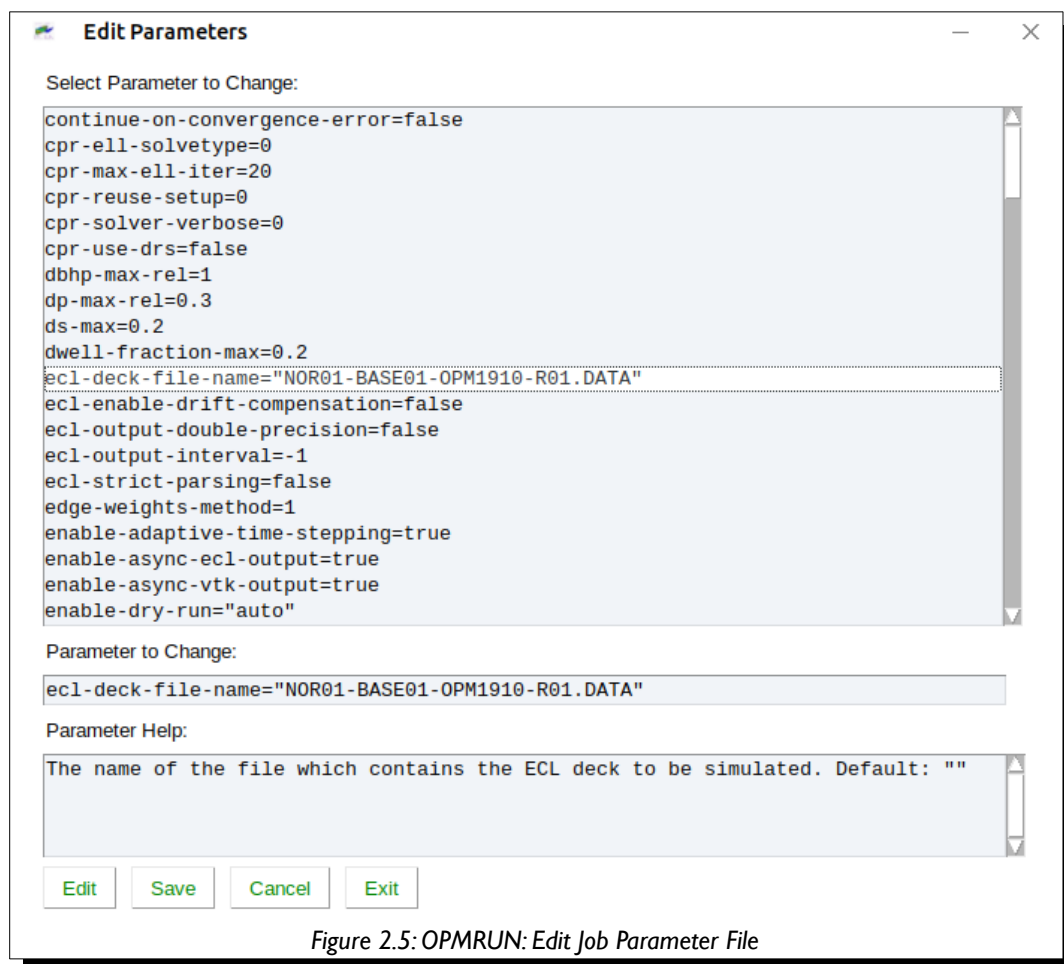 Edit Parameters
Select Parameter to Change:
continue-on-convergence-error=false
cpr-ell-solvetype=0
cpr-max-ell-iter=20
cpr-reuse-setup=0
cpr-solver-verbose=0
cpr-use-drs=false
dbhp-max-rel=1
dp-max-rel=0.3
ds-max=0.2
dwell-fraction-max=0.2
ecl-deck-file-name="NOR01-BASE01-OPM1910-R01.DATA"
ecl-enable-drift-compensation=false
ecl-output-double-precision=false
ecl-output-interval=-1
ecl-strict-parsing=false
edge-weights-method=1
enable-adaptive-time-stepping=true
enable-async-ecl-output=true
enable-async-vtk-output=true
enable-dry-run="auto"
Parameter to Change:
ecl-deck-file-name="NOR01-BASE01-OPM1910-R01.DATA"
Parameter Help:
The name of the file which contains the ECL deck to be simulated. Default: ""
Edit Save Cancel Exit
Figure 2.5: OPMRUN: Edit Job Parameter File